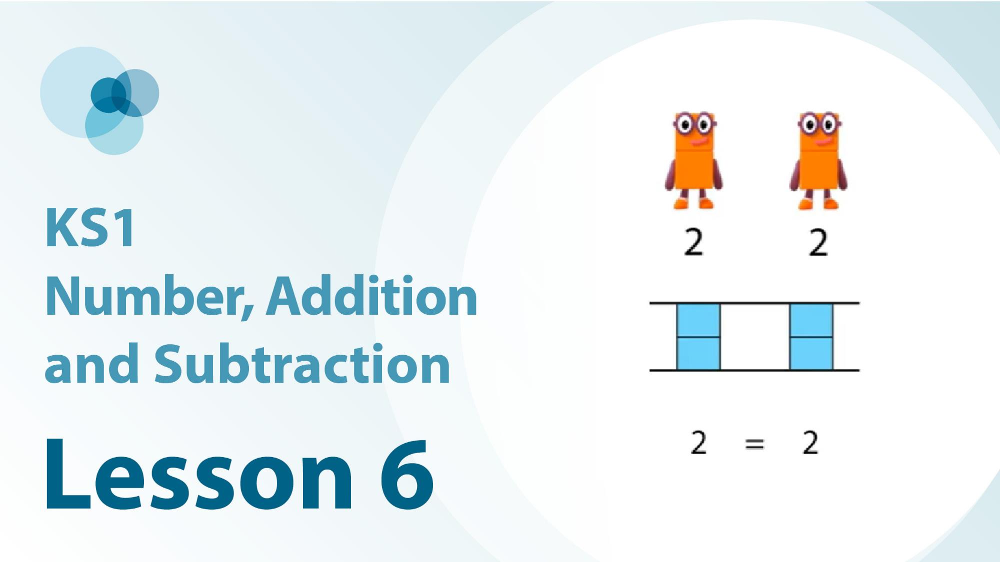 KS1
Number, Addition
and Subtraction
Lesson 6
2 2
2 = 2